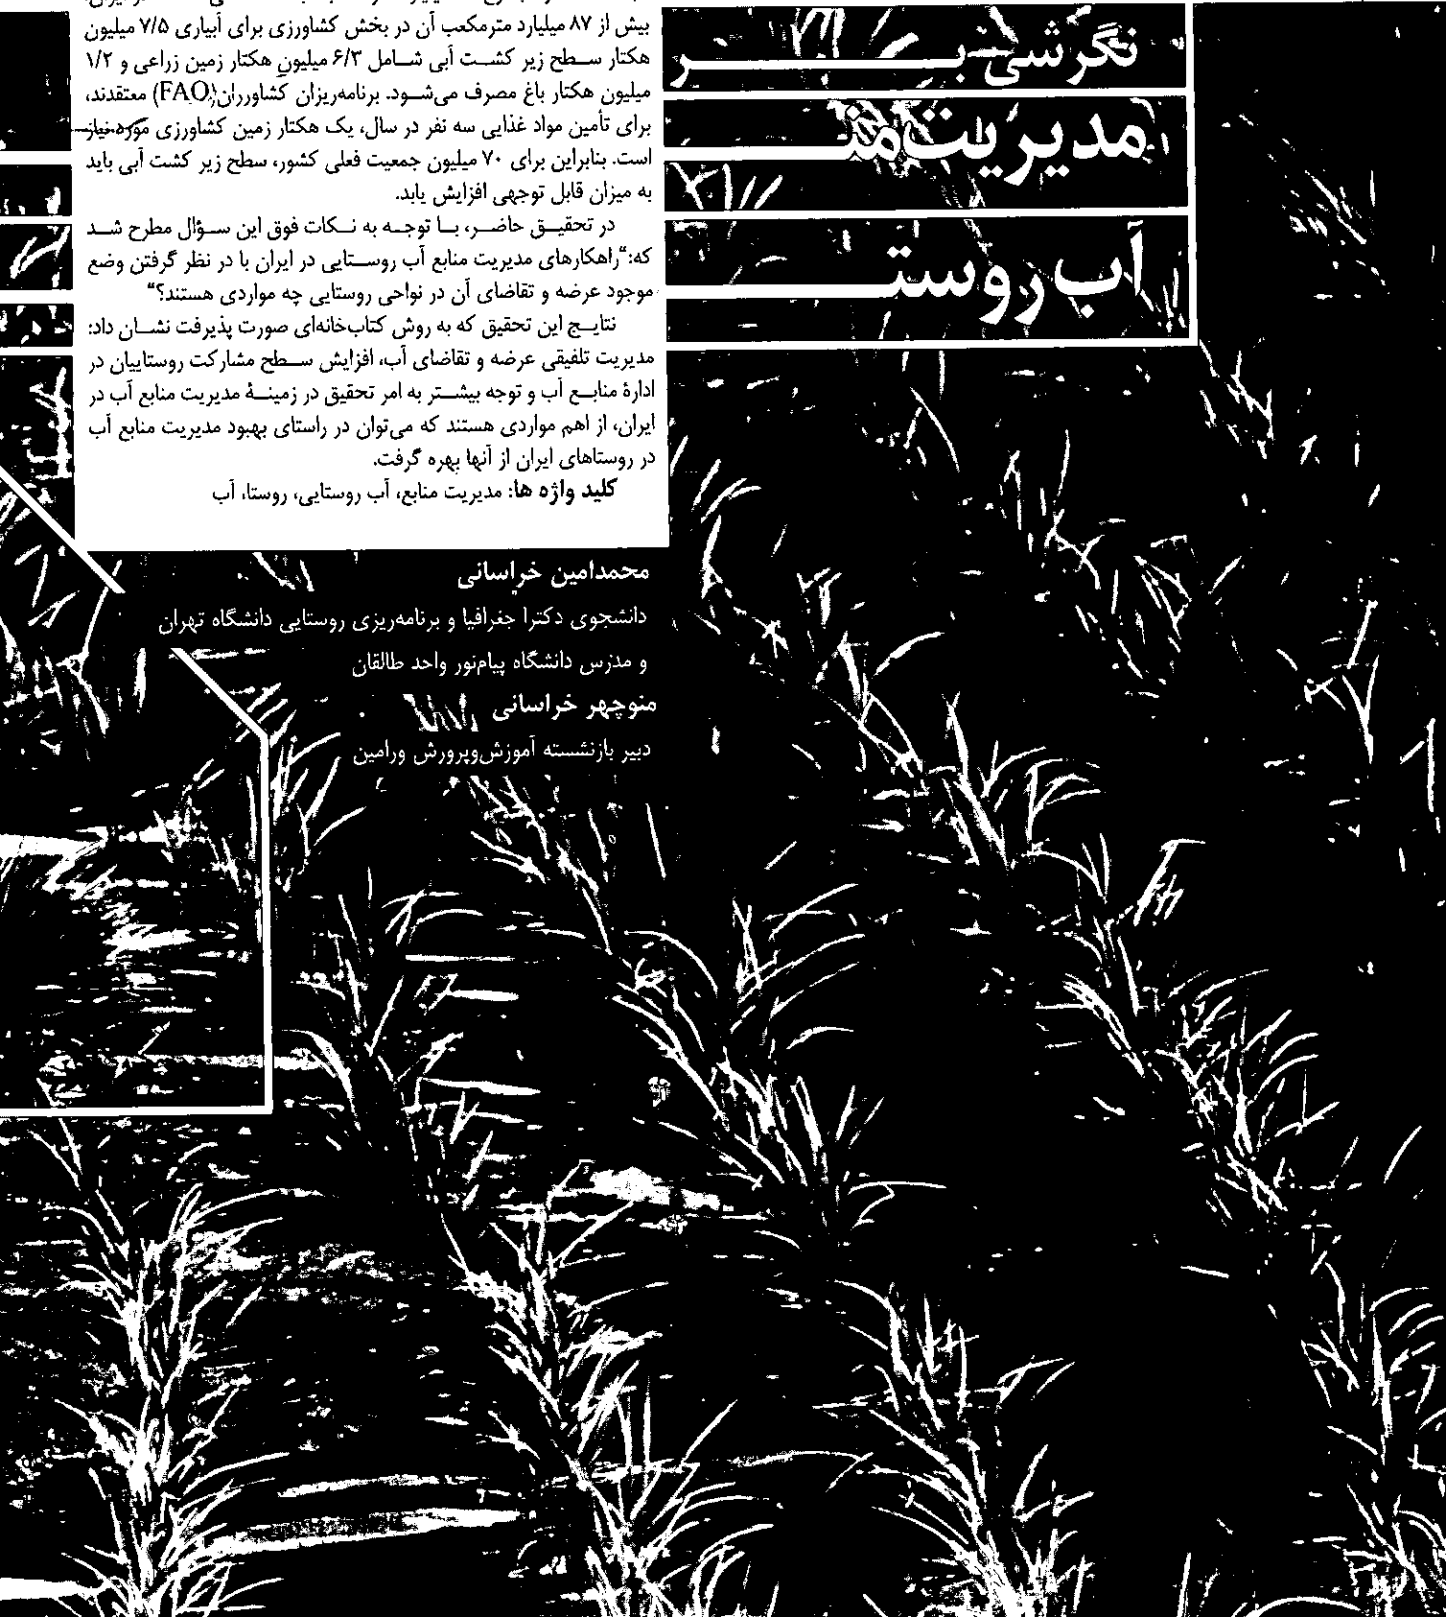 نگرشی بر
مدیریت من
آب روست
بیش از ۸۷ میلیارد مترمکعب آن در بخش کشاورزی برای آبیاری ۷/۵ میلیون
هکتار سطح زیر کشت آبی شامل ۶/۳ میلیون هکتار زمین زراعی و ۱/۲
میلیون هکتار باغ مصرف می‌شود. برنامه‌ریزان کشاورران (FAO) معتقدند،
برای تأمین مواد غذایی سه نفر در سال، یک هکتار زمین کشاورزی مورد نیاز
است. بنابراین برای ۷۰ میلیون جمعیت فعلی کشور، سطح زیر کشت آبی باید
به میزان قابل توجهی افزایش یابد.
در تحقیق حاضر، با توجه به نکات فوق این سؤال مطرح شد
که: “راهکارهای مدیریت منابع آب روستایی در ایران با در نظر گرفتن وضع
موجود عرضه و تقاضای آن در نواحی روستایی چه مواردی هستند؟“
نتایج این تحقیق که به روش کتاب‌خانه‌ای صورت پذیرفت نشان داد:
مدیریت تلفیقی عرضه و تقاضای آب، افزایش سطح مشارکت روستاییان در
ادارهٔ منابع آب و توجه بیشتر به امر تحقیق در زمینهٔ مدیریت منابع آب در
ایران، از اهم مواردی هستند که می‌توان در راستای بهبود مدیریت منابع آب
در روستاهای ایران از آنها بهره گرفت.
کلید واژه ها: مدیریت منابع، آب روستایی، روستا، آب
محمدامین خراسانی
دانشجوی دکترا جغرافیا و برنامه‌ریزی روستایی دانشگاه تهران
و مدرس دانشگاه پیام‌نور واحد طالقان
منوچهر خراسانی
دبیر بازنشسته آموزش‌وپرورش ورامین